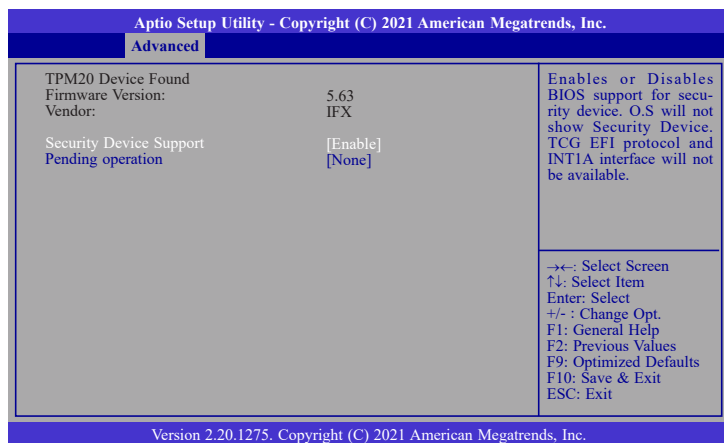 Aptio Setup Utility - Copyright (C) 2021 American Megatrends, Inc.
Advanced
TPM20 Device Found
Firmware Version: 5.63
Vendor: IFX
Security Device Support [Enable]
Pending operation [None]
Enables or Disables
BIOS support for secu-
rity device. O.S will not
show Security Device.
TCG EFI protocol and
INT1A interface will not
be available.
→←: Select Screen
↑↓: Select Item
Enter: Select
+/- : Change Opt.
F1: General Help
F2: Previous Values
F9: Optimized Defaults
F10: Save & Exit
ESC: Exit
Version 2.20.1275. Copyright (C) 2021 American Megatrends, Inc.